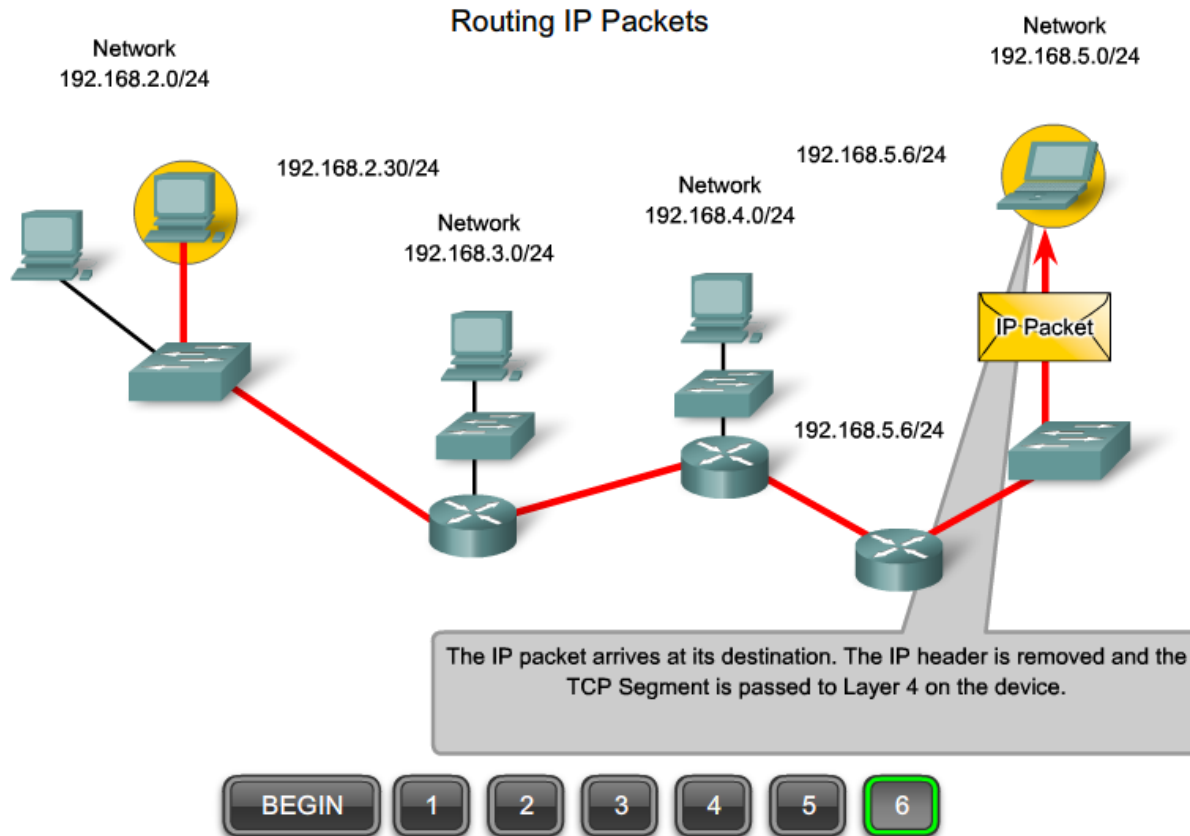 Routing IP Packets
Network
192.168.2.0/24
Network
192.168.5.0/24
192.168.2.30/24
192.168.5.6/24
Network
192.168.4.0/24
Network
192.168.3.0/24
IP Packet
192.168.5.6/24
The IP packet arrives at its destination. The IP header is removed and the
TCP Segment is passed to Layer 4 on the device.
BEGIN
1
2
3
4
5
6